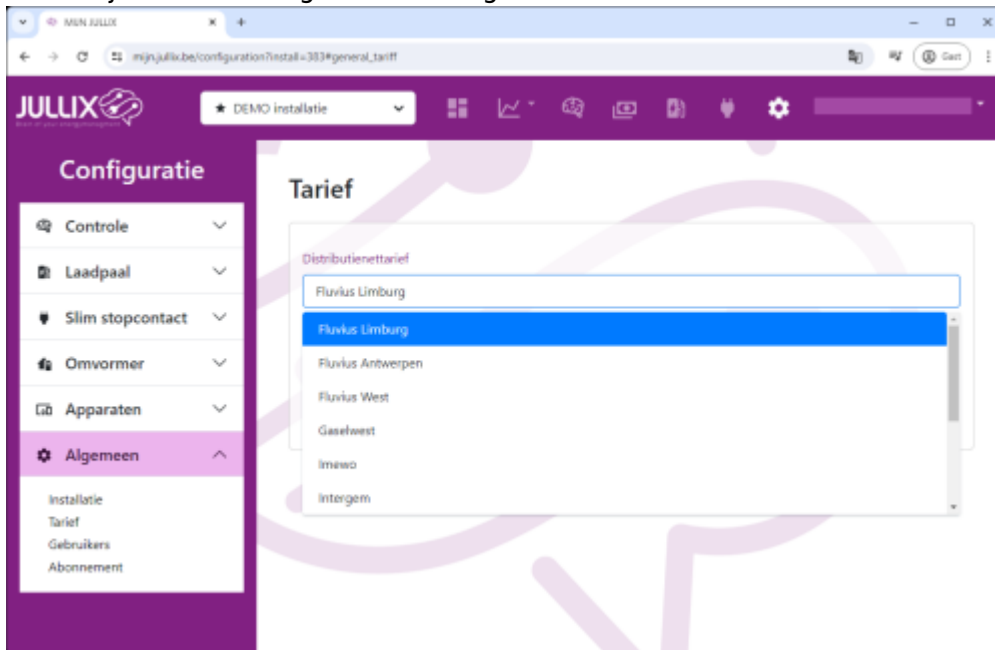 MIJN JULLIX
mijn.jullix.be/configuration?install=383#general_tariff
Gast
JULLIX
★ DEMO installatie
Configuratie
Controle
Laadpaal
Slim stopcontact
Omvormer
Apparaten
Algemeen
Installatie
Tarief
Gebruikers
Abonnement
Tarief
Distributienettarief
Fluvius Limburg
Fluvius Limburg
Fluvius Antwerpen
Fluvius West
Gaselwest
Imewo
Intergem